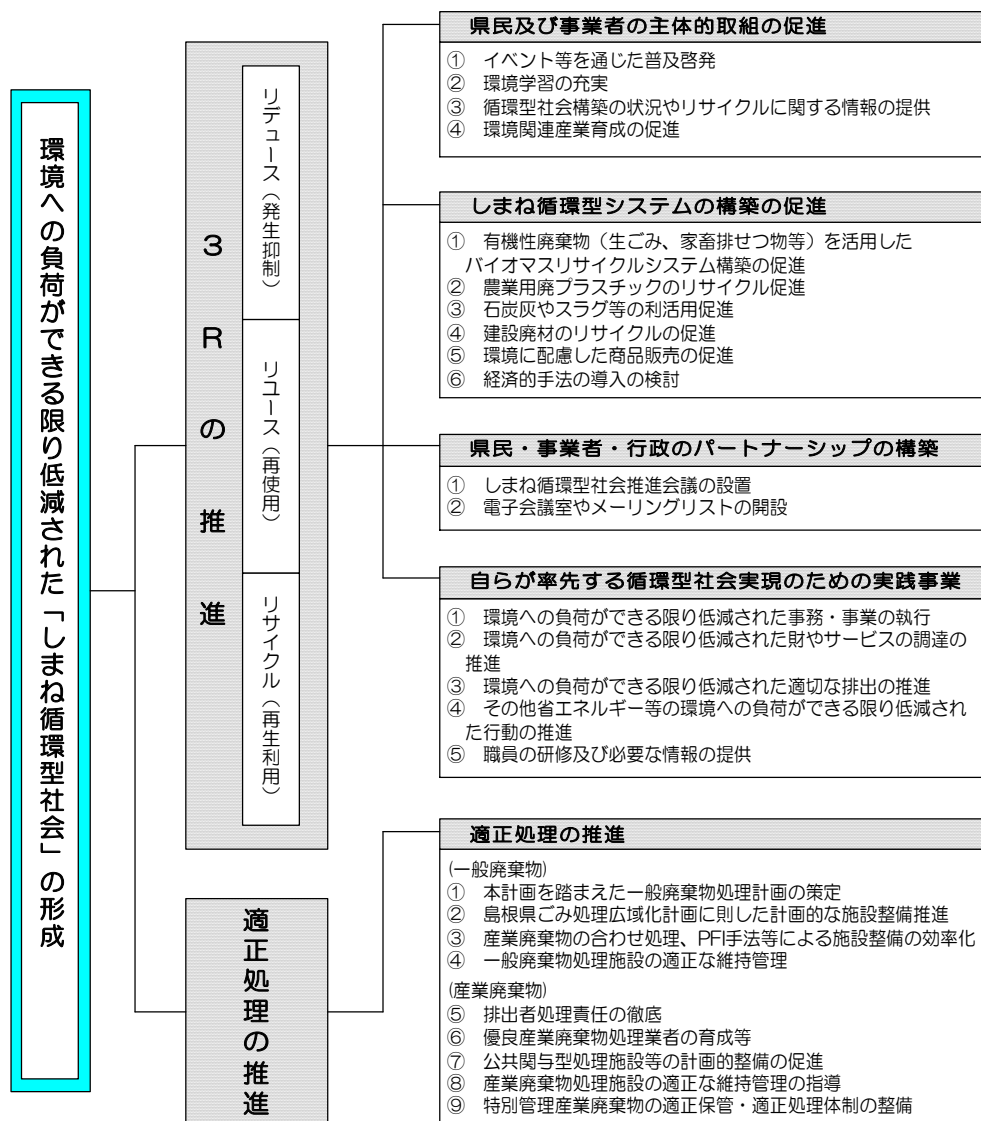 環境への負荷ができる限り低減された「しまね循環型社会」の形成
３Ｒの推進
リデュース（発生抑制）
リユース（再使用）
リサイクル（再生利用）
県民及び事業者の主体的取組の促進
① イベント等を通じた普及啓発
② 環境学習の充実
③ 循環型社会構築の状況やリサイクルに関する情報の提供
④ 環境関連産業育成の促進
しまね循環型システムの構築の促進
① 有機性廃棄物（生ごみ、家畜排せつ物等）を活用した
バイオマスリサイクルシステム構築の促進
② 農業用廃プラスチックのリサイクル促進
③ 石炭灰やスラグ等の利活用促進
④ 建設廃材のリサイクルの促進
⑤ 環境に配慮した商品販売の促進
⑥ 経済的手法の導入の検討
県民・事業者・行政のパートナーシップの構築
① しまね循環型社会推進会議の設置
② 電子会議室やメーリングリストの開設
自らが率先する循環型社会実現のための実践事業
① 環境への負荷ができる限り低減された事務・事業の執行
② 環境への負荷ができる限り低減された財やサービスの調達の
推進
③ 環境への負荷ができる限り低減された適切な排出の推進
④ その他省エネルギー等の環境への負荷ができる限り低減され
た行動の推進
⑤ 職員の研修及び必要な情報の提供
適正処理の推進
適正処理の推進
(一般廃棄物)
① 本計画を踏まえた一般廃棄物処理計画の策定
② 島根県ごみ処理広域化計画に則した計画的な施設整備推進
③ 産業廃棄物の合わせ処理、PFI手法等による施設整備の効率化
④ 一般廃棄物処理施設の適正な維持管理
(産業廃棄物)
⑤ 排出者処理責任の徹底
⑥ 優良産業廃棄物処理業者の育成等
⑦ 公共関与型処理施設等の計画的整備の促進
⑧ 産業廃棄物処理施設の適正な維持管理の指導
⑨ 特別管理産業廃棄物の適正保管・適正処理体制の整備